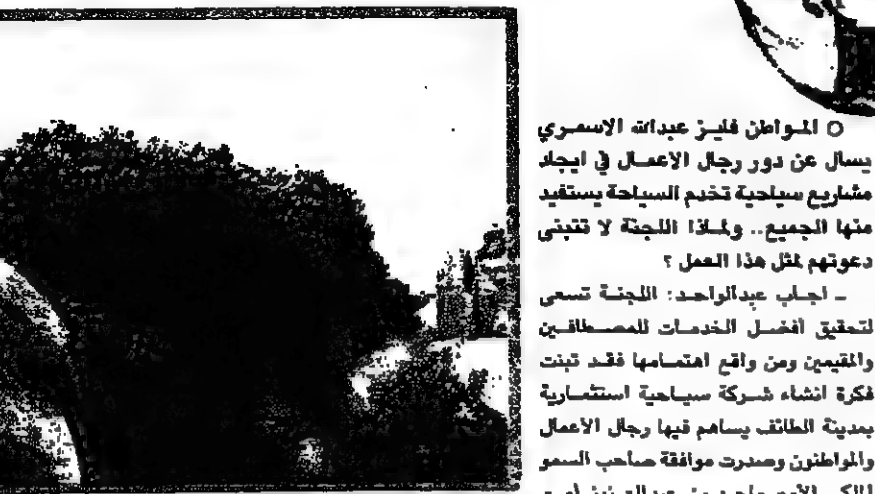 ○ المواطن فايز عبدالله الاسمري
يسال عن دور رجال الاعمال في ايجاد
مشاريع سياحية تخدم السياحة يستفيد
منها الجميع.. ولماذا اللجنة لا تتبنى
دعوتهم لمثل هذا العمل ؟
ـ اجاب عبدالواحد: اللجنة تسعى
لتحقيق افضل الخدمات للمصطافين
والمقيمين ومن واقع اهتمامها فقد تبنت
فكرة انشاء شركة سياحية استثمارية
بمدينة الطائف يساهم فيها رجال الاعمال
والمواطنون وصدرت موافقة صاحب السمو